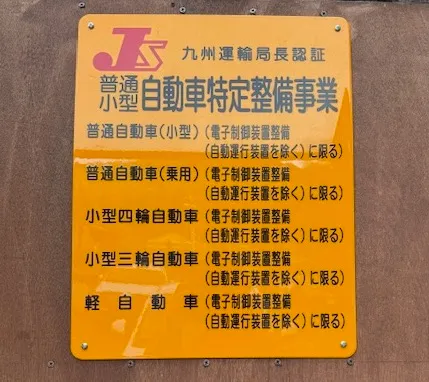 JS 九州運輸局長認証
普通
小型 自動車特定整備事業
普通自動車(小型)(電子制御装置整備
(自動運行装置を除く)に限る)
普通自動車(乗用)(電子制御装置整備
(自動運行装置を除く)に限る)
小型四輪自動車(電子制御装置整備
(自動運行装置を除く)に限る)
小型三輪自動車(電子制御装置整備
(自動運行装置を除く)に限る)
軽自動車(電子制御装置整備
(自動運行装置を除く)に限る)